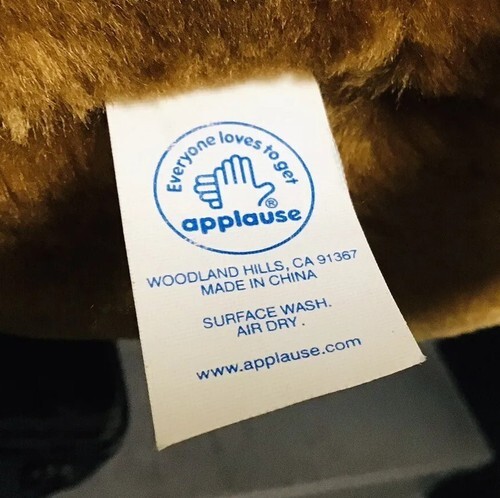 Everyone loves to get
applause®
WOODLAND HILLS, CA 91367
MADE IN CHINA
SURFACE WASH.
AIR DRY.
www.applause.com